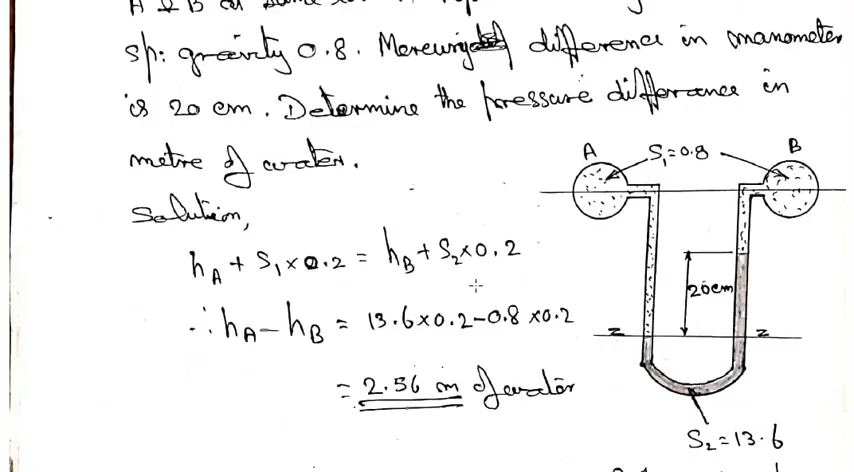 A & B at same
sp: gravity 0.8. Mercury difference in manometer
is 20 cm. Determine the pressure difference in
metre of water.
Solution,
hA + S₁×0.2 = hB + S₂×0.2
∴ hA – hB = 13.6×0.2–0.8×0.2
= 2.56 m of water
A S₁=0.8 B
20cm
z z
S₂=13.6